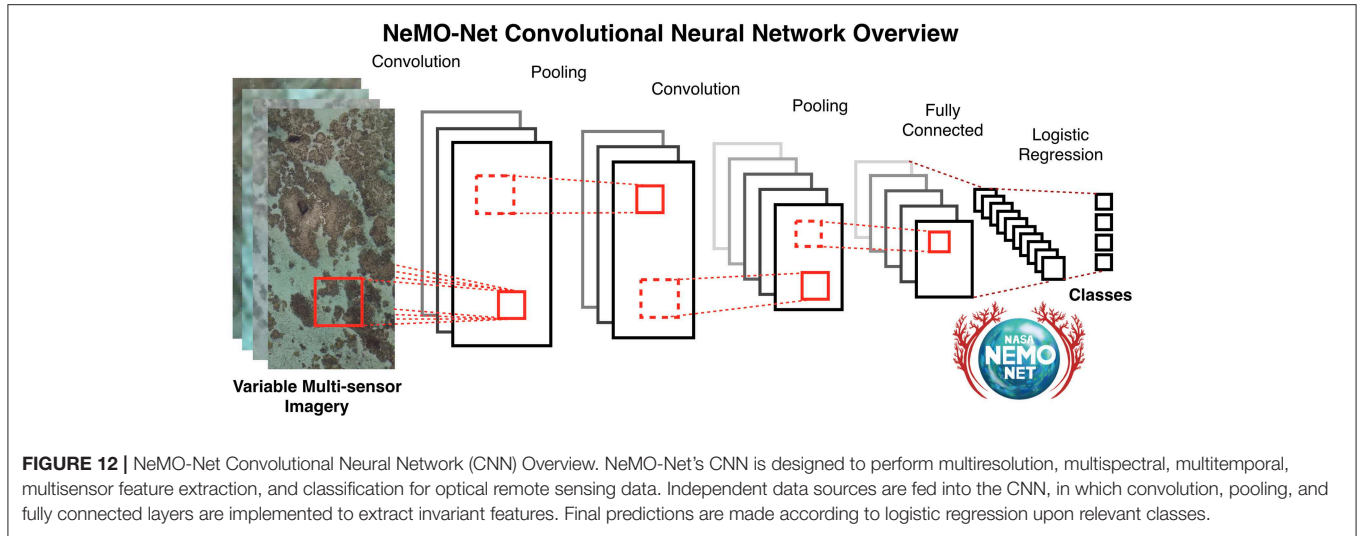 NeMO-Net Convolutional Neural Network Overview
Convolution
Pooling
Convolution
Pooling
Fully
Connected
Logistic
Regression
Classes
Variable Multi-sensor
Imagery
NASA
NEMO
NET
FIGURE 12 | NeMO-Net Convolutional Neural Network (CNN) Overview. NeMO-Net's CNN is designed to perform multiresolution, multispectral, multitemporal,
multisensor feature extraction, and classification for optical remote sensing data. Independent data sources are fed into the CNN, in which convolution, pooling, and
fully connected layers are implemented to extract invariant features. Final predictions are made according to logistic regression upon relevant classes.